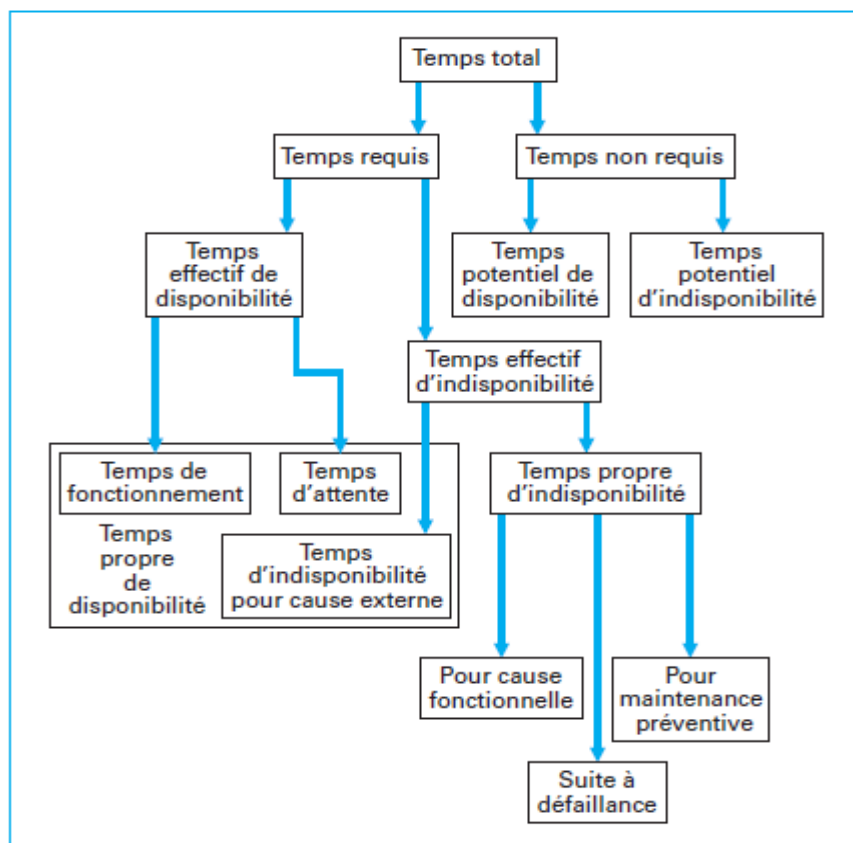 Temps total
Temps requis
Temps non requis
Temps
effectif de
disponibilité
Temps
potentiel de
disponibilité
Temps
potentiel
d'indisponibilité
Temps effectif
d'indisponibilité
Temps de
fonctionnement
Temps
d'attente
Temps propre
d'indisponibilité
Temps
propre
de
disponibilité
Temps
d'indisponibilité
pour cause externe
Pour cause
fonctionnelle
Pour
maintenance
préventive
Suite à
défaillance